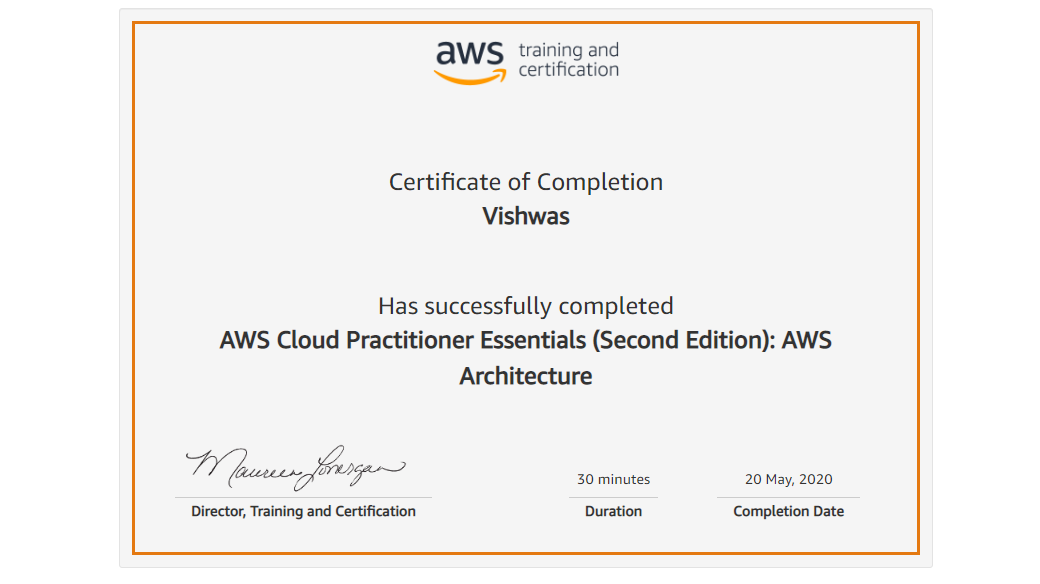 aws training and
certification
Certificate of Completion
Vishwas
Has successfully completed
AWS Cloud Practitioner Essentials (Second Edition): AWS
Architecture
Maureen Lonergan
30 minutes
20 May, 2020
Director, Training and Certification
Duration
Completion Date